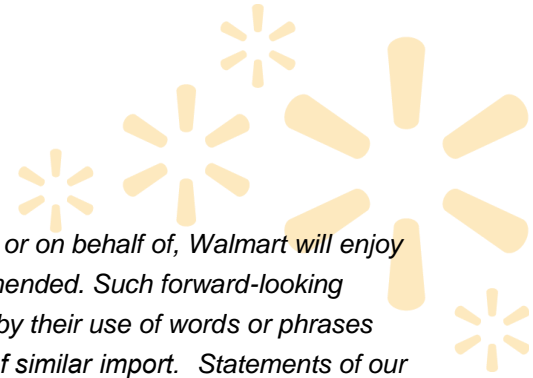 or on behalf of, Walmart will enjoy
ended. Such forward-looking
by their use of words or phrases
f similar import. Statements of our